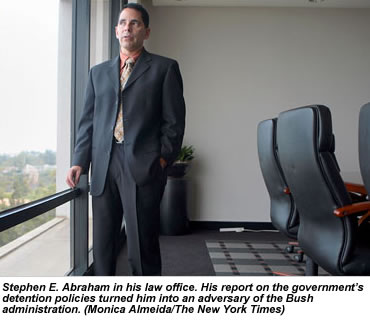 Stephen E. Abraham in his law office. His report on the government's
detention policies turned him into an adversary of the Bush
administration. (Monica Almeida/The New York Times)